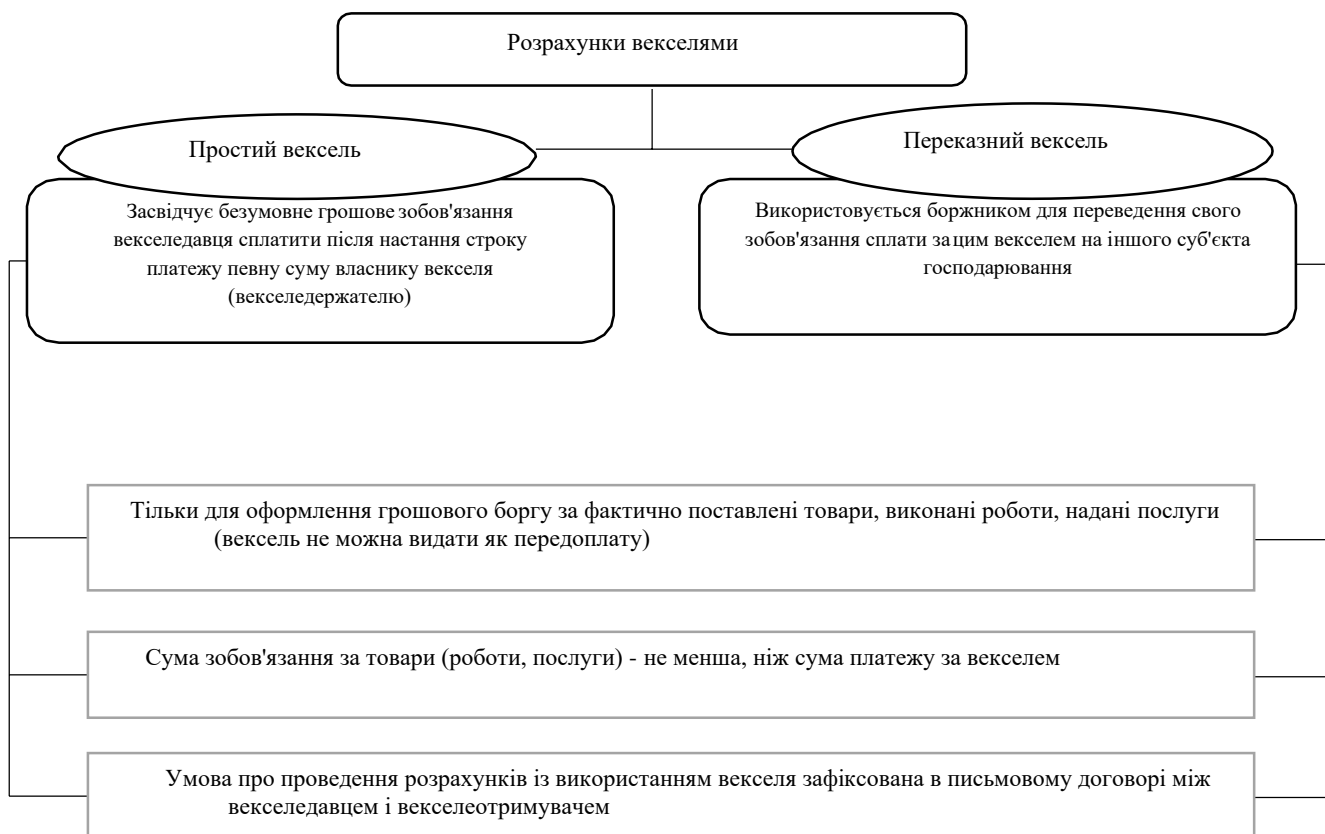 Розрахунки векселями
Простий вексель
Переказний вексель
Засвідчує безумовне грошове зобов'язання
векселедавця сплатити після настання строку
платежу певну суму власнику векселя
(векселедержателю)
Використовується боржником для переведення свого
зобов'язання сплати за цим векселем на іншого суб'єкта
господарювання
Тільки для оформлення грошового боргу за фактично поставлені товари, виконані роботи, надані послуги
(вексель не можна видати як передоплату)
Сума зобов'язання за товари (роботи, послуги) - не менша, ніж сума платежу за векселем
Умова про проведення розрахунків із використанням векселя зафіксована в письмовому договорі між
векселедавцем і векселеотримувачем